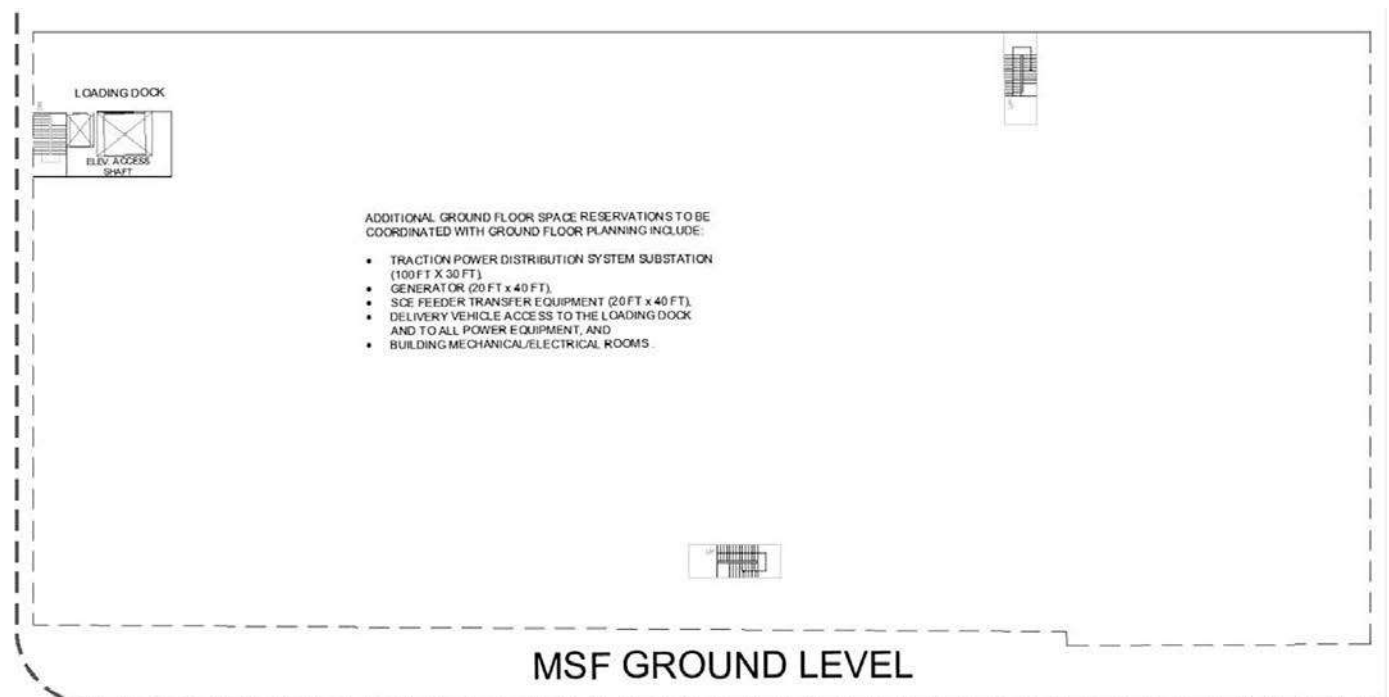 LOADING DOCK
ELEV. ACCESS
SHAFT
ADDITIONAL GROUND FLOOR SPACE RESERVATIONS TO BE
COORDINATED WITH GROUND FLOOR PLANNING INCLUDE:
• TRACTION POWER DISTRIBUTION SYSTEM SUBSTATION
(100 FT X 30 FT),
• GENERATOR (20 FT x 40 FT),
• SCE FEEDER TRANSFER EQUIPMENT (20 FT x 40 FT),
• DELIVERY VEHICLE ACCESS TO THE LOADING DOCK
AND TO ALL POWER EQUIPMENT, AND
• BUILDING MECHANICAL/ELECTRICAL ROOMS.
UP
MSF GROUND LEVEL